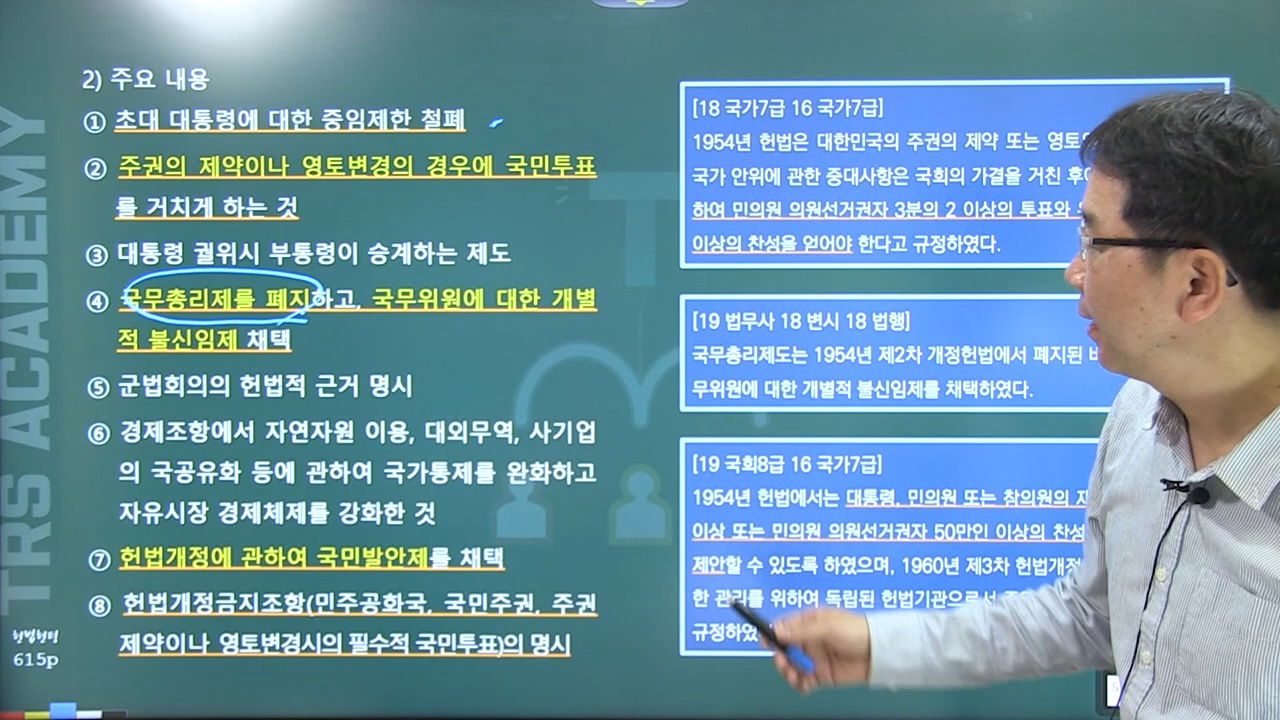 2) 주요 내용
① 초대 대통령에 대한 중임제한 철폐
② 주권의 제약이나 영토변경의 경우에 국민투표
를 거치게 하는 것
③ 대통령 궐위시 부통령이 승계하는 제도
④ 국무총리제를 폐지하고, 국무위원에 대한 개별
적 불신임제 채택
⑤ 군법회의의 헌법적 근거 명시
⑥ 경제조항에서 자연자원 이용, 대외무역, 사기업
의 국공유화 등에 관하여 국가통제를 완화하고
자유시장 경제체제를 강화한 것
⑦ 헌법개정에 관하여 국민발안제를 채택
⑧ 헌법개정금지조항(민주공화국, 국민주권, 주권
제약이나 영토변경시의 필수적 국민투표)의 명시
615p
TRS ACADEMY
[18 국가7급 16 국가7급]
1954년 헌법은 대한민국의 주권의 제약 또는
국가 안위에 관한 중대사항은 국회의 가결을 거친
하여 민의원 의원선거권자 3분의 2 이상의 투표와
이상의 찬성을 얻어야 한다고 규정하였다.
[19 법무사 18 변시 18 법행]
국무총리제도는 1954년 제2차 개정헌법에서 폐지된
무위원에 대한 개별적 불신임제를 채택하였다.
[19 국회8급 16 국가7급]
1954년 헌법에서는 대통령, 민의원 또는 참의원의
이상 또는 민의원 의원선거권자 50만인 이상의 찬성
제안할 수 있도록 하였으며, 1960년 제3차 헌법개정
한 관리를 위하여 독립된 헌법기관으로서